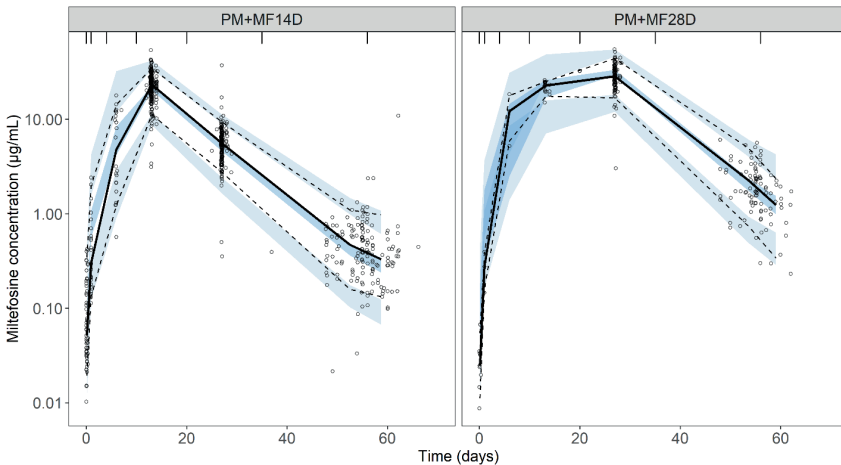 PM+MF14D
PM+MF28D
Miltefosine concentration (µg/mL)
10.00
1.00
0.10
0.01
0 20 40 60
0 20 40 60
Time (days)